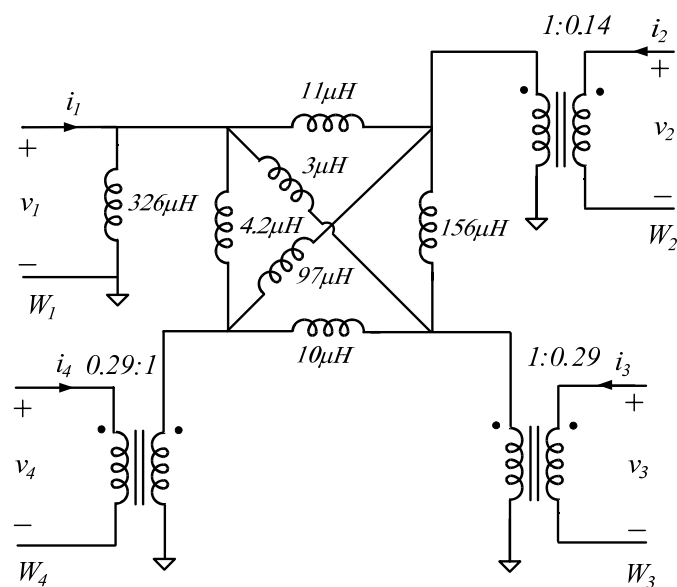 1:0.14
i2
i1
11μH
+
+
3μH
v2
v1
326μH
4.2μH
156μH
−
97μH
W2
−
W1
10μH
i4 0.29:1
1:0.29 i3
+
+
v4
v3
−
−
W4
W3